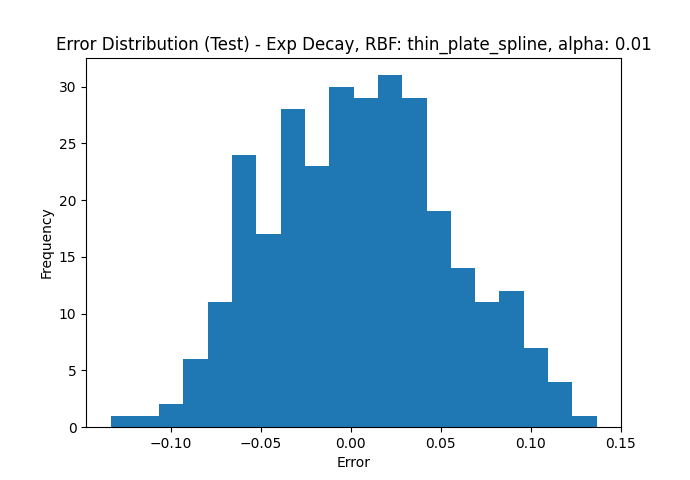 Error Distribution (Test) - Exp Decay, RBF: thin_plate_spline, alpha: 0.01
30
25
20
15
10
5
0
Frequency
−0.10 −0.05 0.00 0.05 0.10 0.15
Error